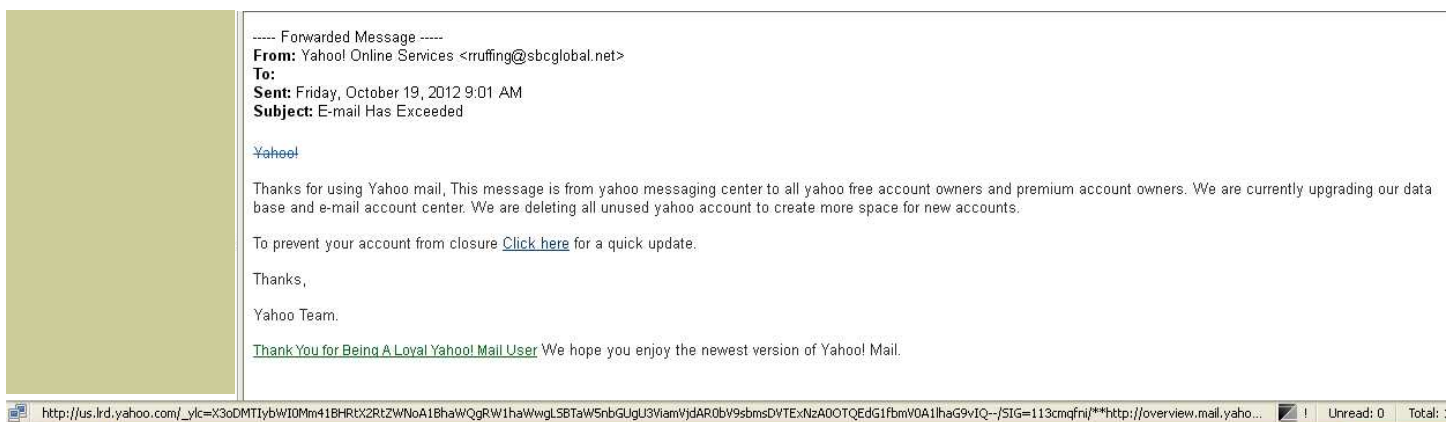 ----- Forwarded Message -----
From: Yahoo! Online Services <rruffing@sbcglobal.net>
To:
Sent: Friday, October 19, 2012 9:01 AM
Subject: E-mail Has Exceeded
Yahoo!
Thanks for using Yahoo mail, This message is from yahoo messaging center to all yahoo free account owners and premium account owners. We are currently upgrading our data
base and e-mail account center. We are deleting all unused yahoo account to create more space for new accounts.
To prevent your account from closure Click here for a quick update.
Thanks,
Yahoo Team.
Thank You for Being A Loyal Yahoo! Mail User We hope you enjoy the newest version of Yahoo! Mail.
! Unread: 0 Total: